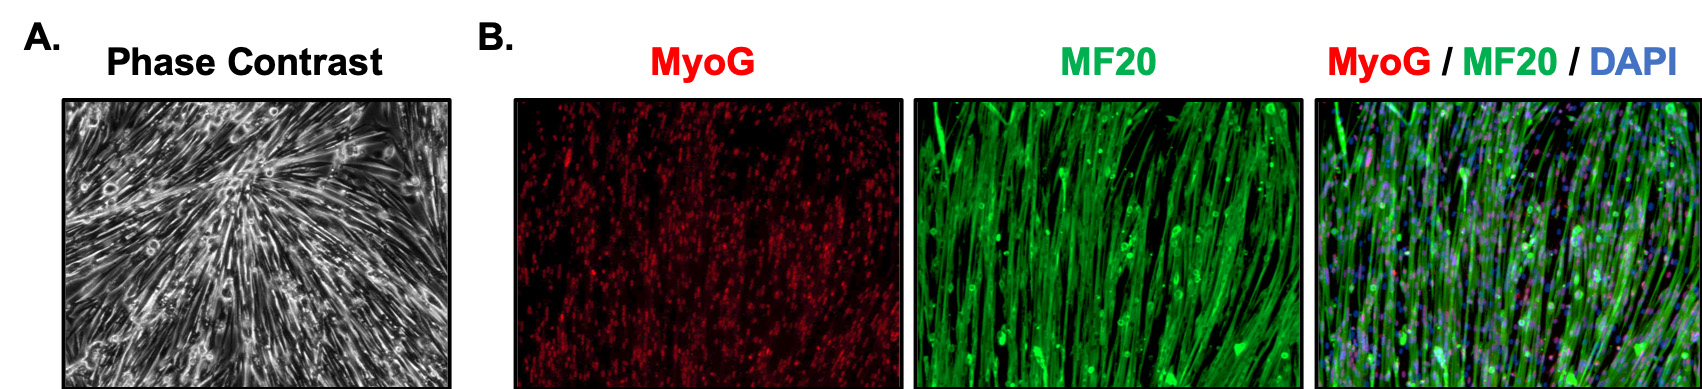 A.
Phase Contrast
B.
MyoG
MF20
MyoG / MF20 / DAPI